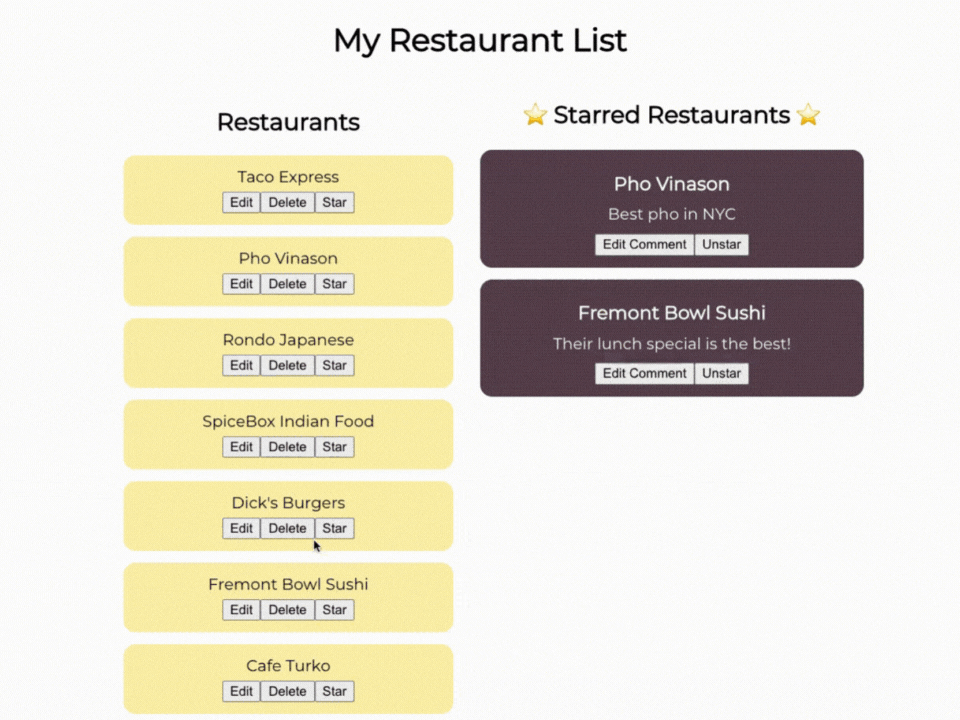 My Restaurant List
Restaurants
Taco Express
Edit Delete Star
Pho Vinason
Edit Delete Star
Rondo Japanese
Edit Delete Star
SpiceBox Indian Food
Edit Delete Star
Dick's Burgers
Edit Delete Star
Fremont Bowl Sushi
Edit Delete Star
Cafe Turko
Edit Delete Star
⭐ Starred Restaurants ⭐
Pho Vinason
Best pho in NYC
Edit Comment Unstar
Fremont Bowl Sushi
Their lunch special is the best!
Edit Comment Unstar